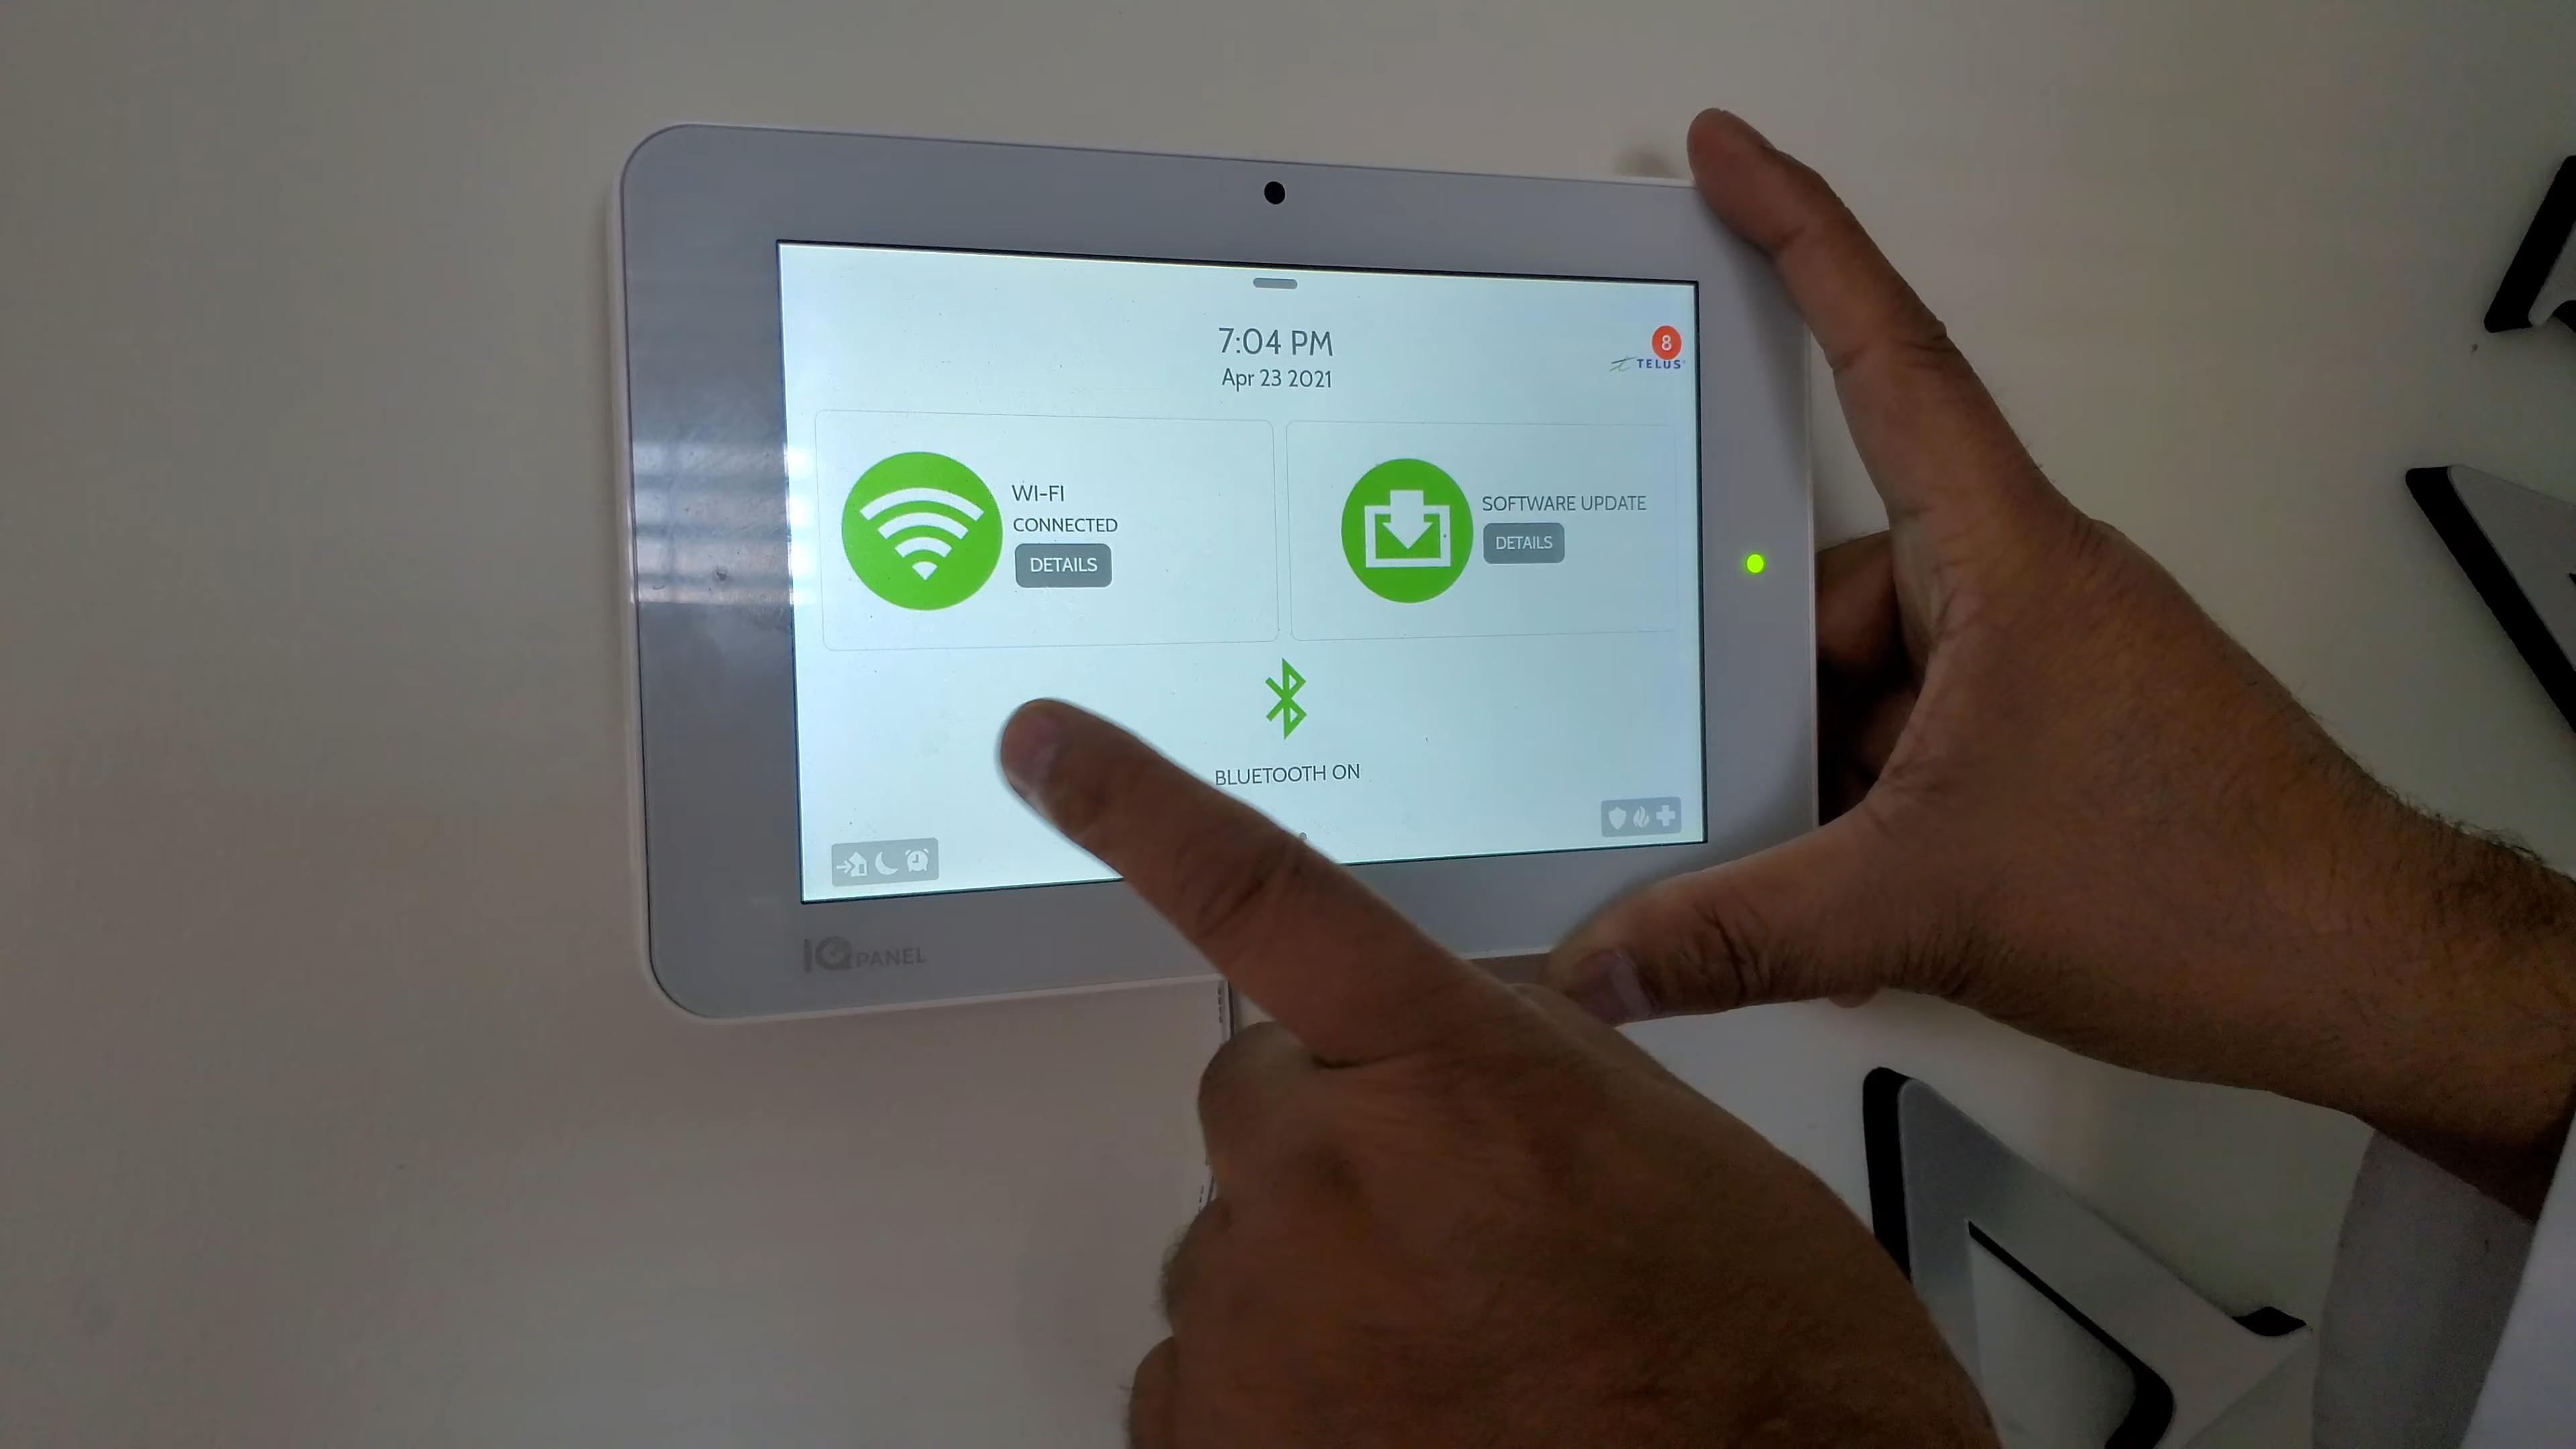 7:04 PM
Apr 23 2021
8
TELUS
WI-FI
CONNECTED
DETAILS
SOFTWARE UPDATE
DETAILS
BLUETOOTH ON
IQ PANEL